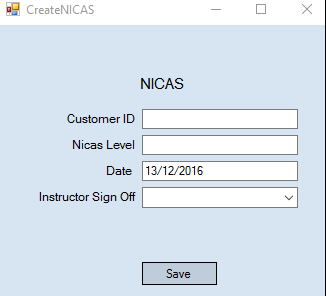 CreateNICAS
NICAS
Customer ID
Nicas Level
Date 13/12/2016
Instructor Sign Off
Save